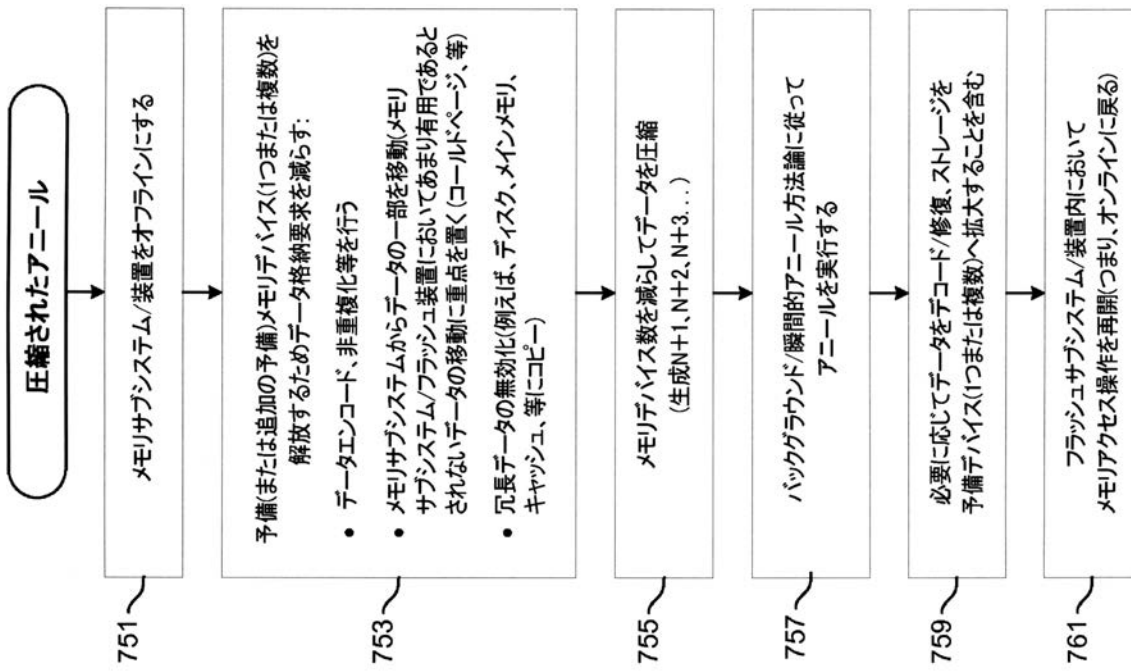 圧縮されたアニール
751
メモリサブシステム/装置をオフラインにする
753
予備(または追加の予備)メモリデバイス(1つまたは複数)を
解放するためデータ格納要求を減らす:
• データエンコード、非重複化等を行う
• メモリサブシステムからデータの一部を移動(メモリ
サブシステム/フラッシュ装置においてあまり有用であると
されないデータの移動に重点を置く(コールドページ、等)
• 冗長データの無効化(例えば、ディスク、メインメモリ、
キャッシュ、等にコピー)
755
メモリデバイス数を減らしてデータを圧縮
(生成N+1、N+2、N+3...)
757
バックグラウンド/瞬間的アニール方法論に従って
アニールを実行する
759
必要に応じてデータをデコード/修復、ストレージを
予備デバイス(1つまたは複数)へ拡大することを含む
761
フラッシュサブシステム/装置内において
メモリアクセス操作を再開(つまり、オンラインに戻る)